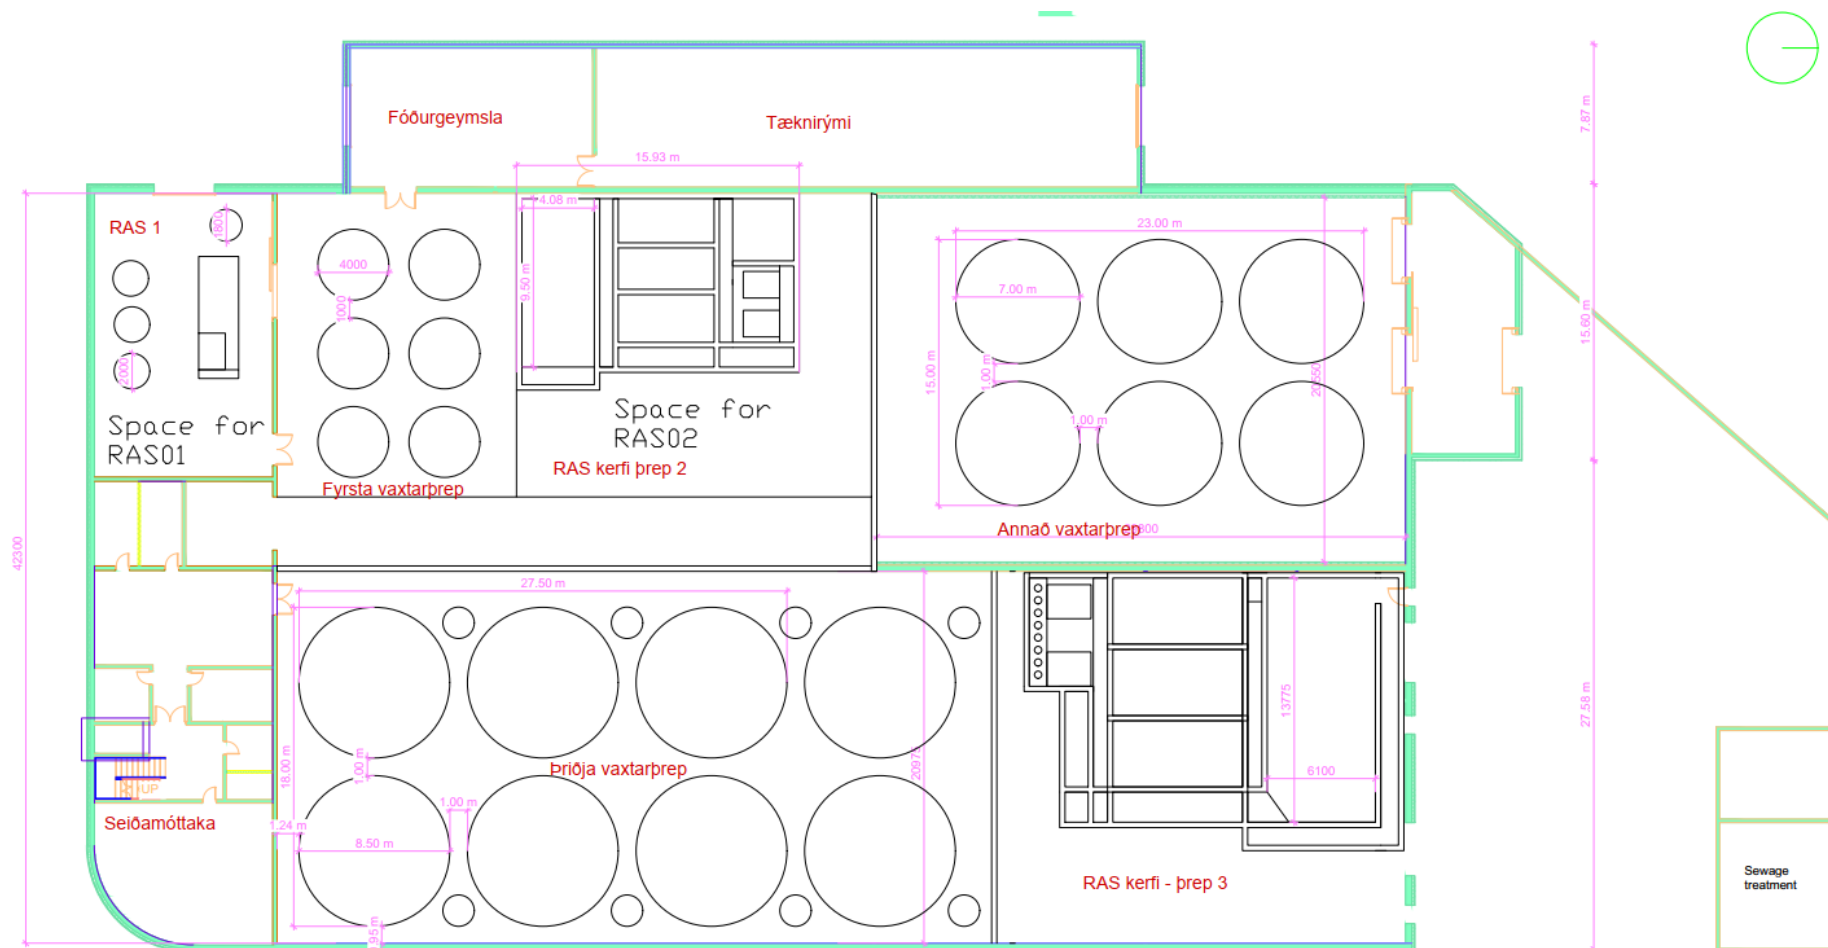 Fóðurgeymsla
Tæknirými
7.87 m
15.93 m
RAS 1
1800
4.08 m
23.00 m
4000
9.50 m
7.00 m
1000
15.60 m
2000
15.00 m
1.00 m
20550
Space for
RAS01
Space for
RAS02
1.00 m
RAS kerfi þrep 2
Fyrsta vaxtarþrep
Annað vaxtarþrep
42300
27.50 m
13775
27.58 m
18.00 m
1.00 m
Þriðja vaxtarþrep
20975
6100
UP
1.00 m
Seiðamóttaka
1.24 m
8.50 m
RAS kerfi - þrep 3
Sewage
treatment